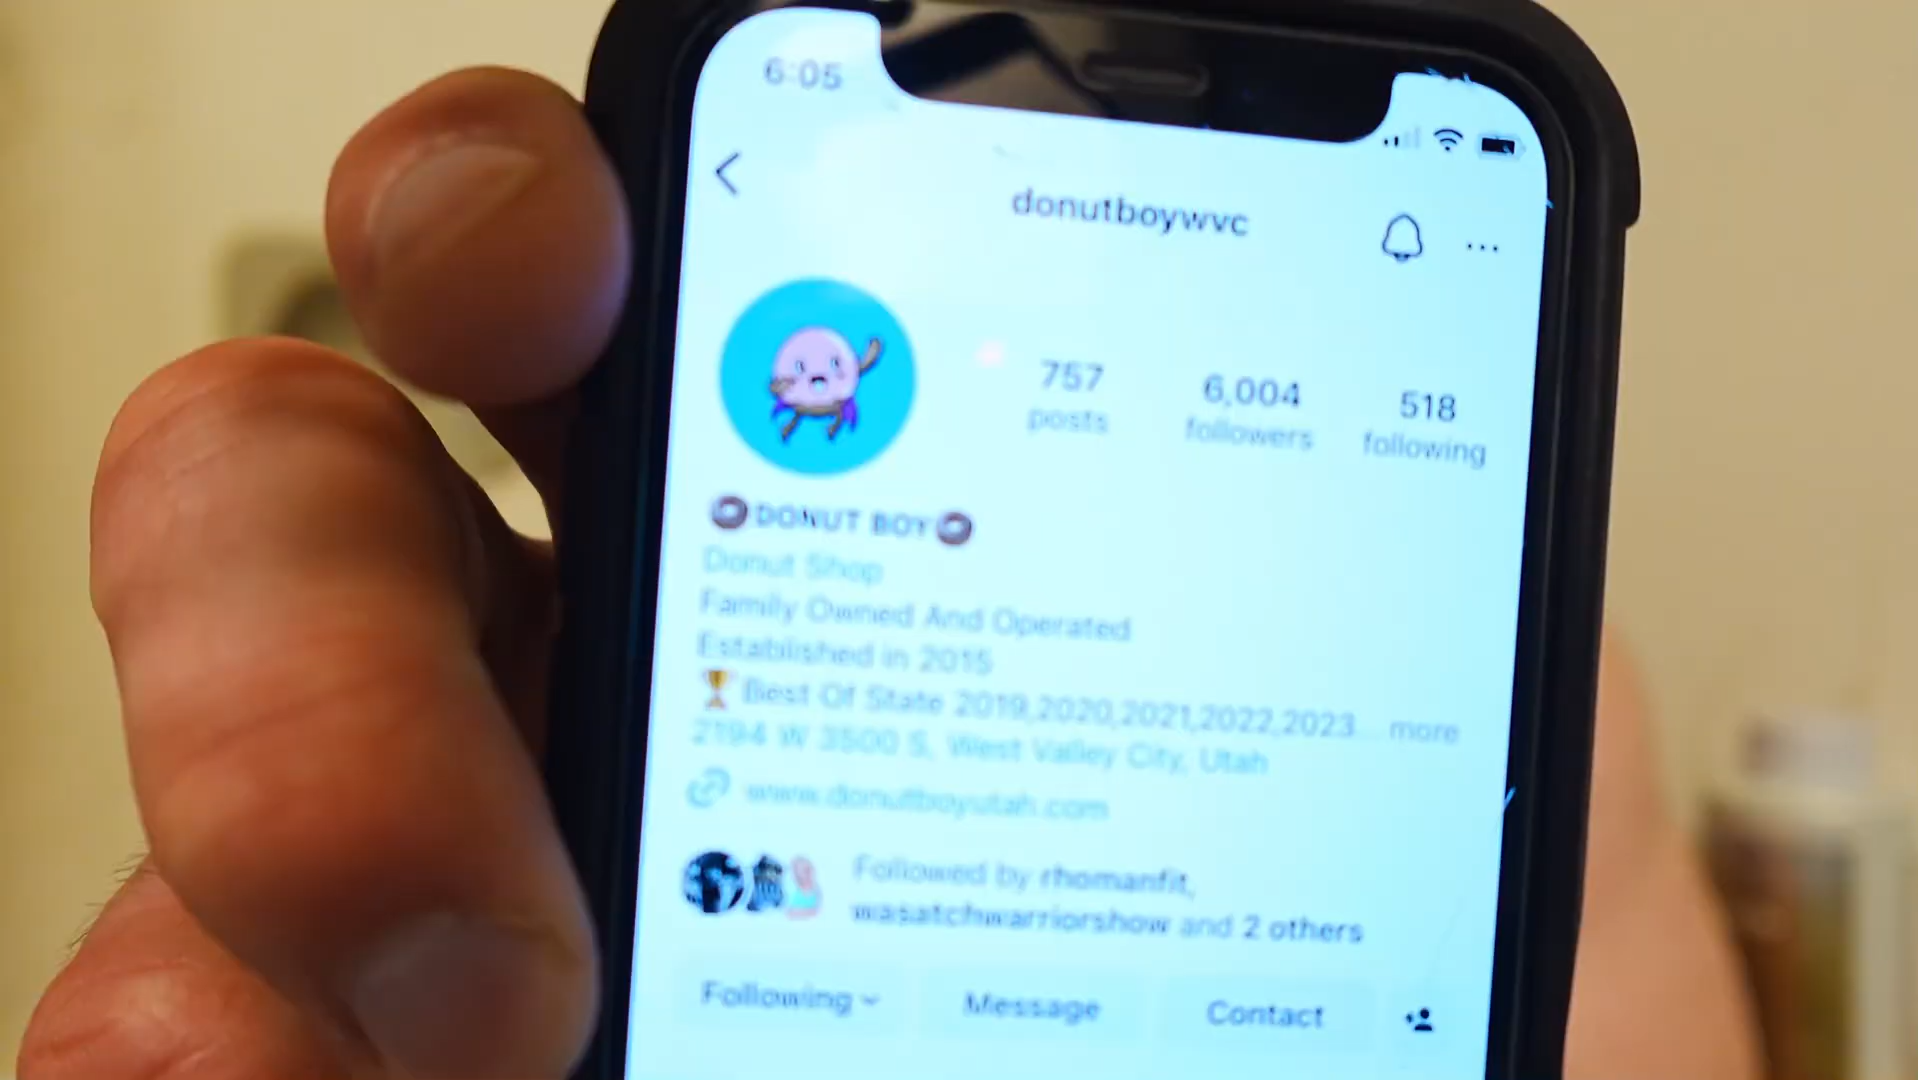 6:05
donutboywvc
757 6,004 518
posts followers following
DONUT BOY
Donut Shop
Family Owned And Operated
Established in 2015
Best Of State 2019,2020,2021,2022,2023... more
2194 W 3500 S, West Valley City, Utah
www.donutboyutah.com
Followed by rhomanfit,
wasatchwarriorshow and 2 others
Following Message Contact